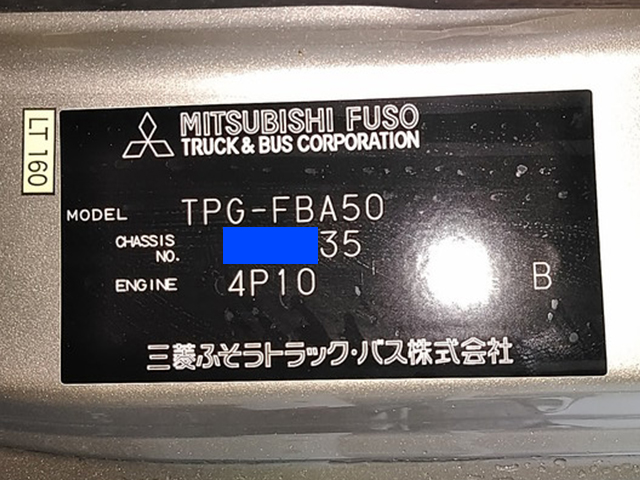 LT 160
MITSUBISHI FUSO
TRUCK & BUS CORPORATION
MODEL TPG-FBA50
CHASSIS NO. 35
ENGINE 4P10 B
三菱ふそうトラック・バス株式会社